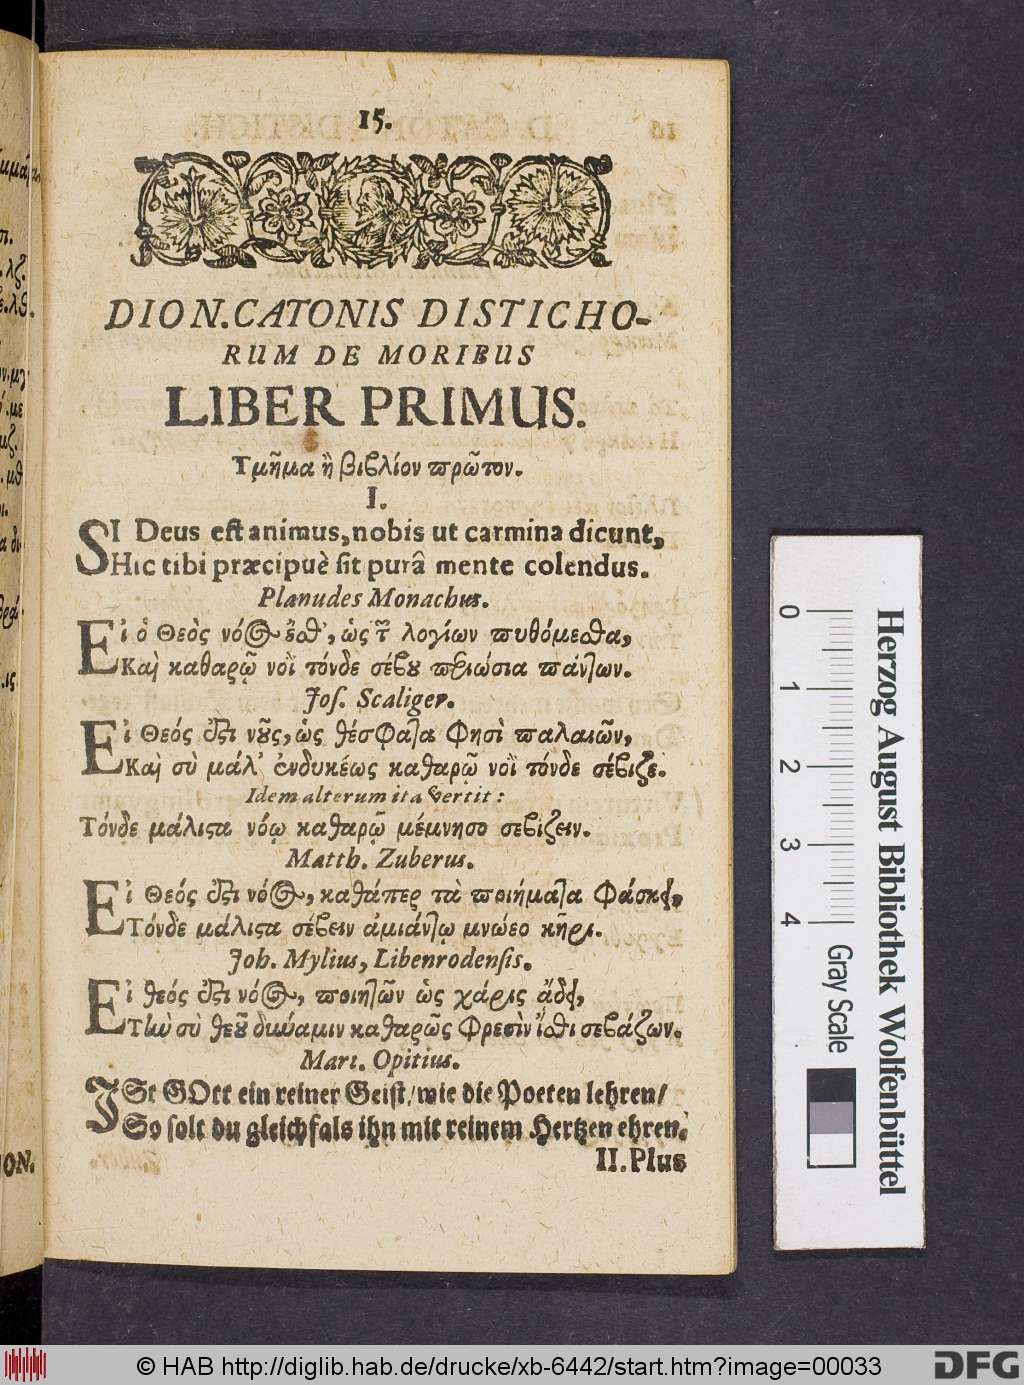 15.
DION.CATONIS DISTICHO-
RUM DE MORIBUS
LIBER PRIMUS.
Τμῆμα ἢ βιβλίον πρῶτον.
I.
SI Deus est animus, nobis ut carmina dicunt,
Hic tibi præcipuè sit purâ mente colendus.
Planudes Monachus.
Εἰ ὁ Θεὸς νόος ἔσθ', ὡς τῶν λογίων πυθόμεσθα,
Καὶ καθαρῷ νοῒ τόνδε σέβου περιώσια πάντων.
Jos. Scaliger.
Εἰ Θεός ἐστι νοῦς, ὡς θέσφατα φησὶ παλαιῶν,
Καὶ σὺ μάλ' ἐνδυκέως καθαρῷ νοῒ τόνδε σέβιζε.
Idem alterum ita vertit:
Τόνδε μάλιστα νόῳ καθαρῷ μέμνησο σεβίζειν.
Matth. Zuberus.
Εἰ Θεός ἐστι νόος, καθάπερ τὰ ποιήματα φάσκει,
Τόνδε μάλιστα σέβειν ἀμιάντῳ μνώεο κῆρι.
Joh. Mylius, Libenrodensis.
Εἰ θεός ἐστι νόος, ποιητῶν ὡς χάρις ᾄδει,
Τὴν σὺ θεοῦ δύναμιν καθαρῶς φρεσὶν ἴσθι σεβάζων.
Mart. Opitius.
ISt GOtt ein reiner Geist/ wie die Poeten lehren/
So solt du gleichfals ihn mit reinem Hertzen ehren.
II. Plus
ION.
Herzog August Bibliothek Wolfenbüttel
0 1 2 3 4
Gray Scale
© HAB http://diglib.hab.de/drucke/xb-6442/start.htm?image=00033
DFG